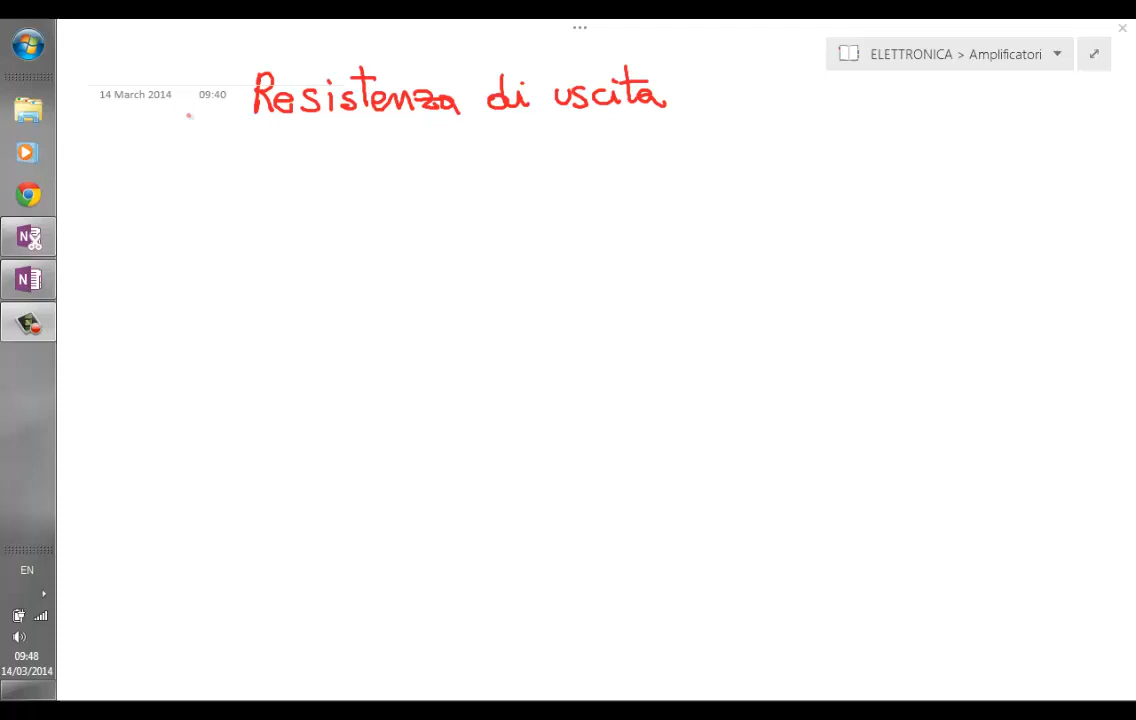 ELETTRONICA > Amplificatori
14 March 2014 09:40
Resistenza di uscita
EN
09:48
14/03/2014